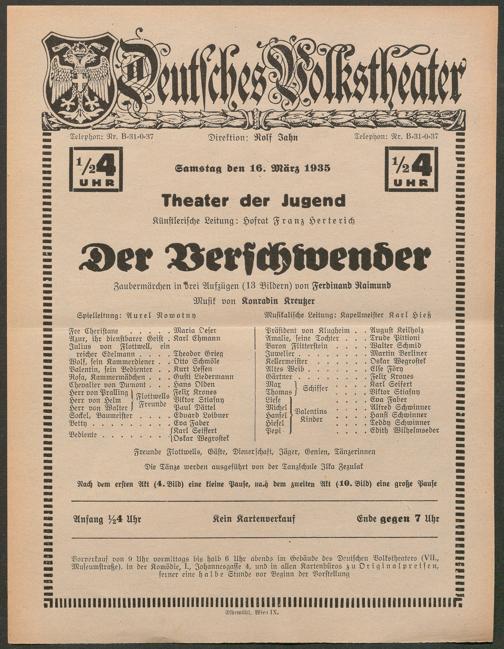 Deutsches Volkstheater
Telephon: Nr. B-31-0-37 Direktion: Rolf Jahn Telephon: Nr. B-31-0-37
1/2 4 UHR Samstag den 16. März 1935 1/2 4 UHR
Theater der Jugend
Künstlerische Leitung: Hofrat Franz Herterich
Der Verschwender
Zaubermärchen in drei Aufzügen (13 Bildern) von Ferdinand Raimund
Musik von Konradin Kreutzer
Spielleitung: Aurel Nowotny Musikalische Leitung: Kapellmeister Karl Hieß
Fee Cheristane . . . . Maria Oeser
Azur, ihr dienstbarer Geist . Karl Ehmann
Julius von Flottwell, ein
reicher Edelmann . . . Theodor Grieg
Wolf, sein Kammerdiener . Otto Schmöle
Valentin, sein Bedienter . Kurt Lessen
Rosa, Kammermädchen . . Gusti Liedermann
Chevalier von Dumont . . Hans Olden
Herr von Pralling } Flottwells Felix Krones
Herr von Helm } Freunde Viktor Stiasny
Herr von Walter } Paul Dättel
Sockel, Baumeister . . . Eduard Loibner
Betty . . . . . . Eva Faber
Bediente . . . . . { Karl Seiffert
{ Oskar Wegrostek
Präsident von Klugheim . . August Keilholz
Amalie, seine Tochter . . Trude Pittioni
Baron Flitterstein . . . Walter Schmid
Juwelier . . . . . Martin Berliner
Kellermeister . . . . Oskar Wegrostek
Altes Weib . . . . . Else Föry
Gärtner . . . . . . Felix Krones
Max } Schiffer . . . Karl Seifert
Thomas } . . . Viktor Stiasny
Liese } Eva Faber
Michel } Valentins Alfred Schwinner
Hansel } Kinder Hansl Schwinner
Hiesel } Teddy Schwinner
Pepi } Edith Wilhelmseder
Freunde Flottwells, Gäste, Dienerschaft, Jäger, Genien, Tänzerinnen
Die Tänze werden ausgeführt von der Tanzschule Ilka Zezulak
Nach dem ersten Akt (4. Bild) eine kleine Pause, nach dem zweiten Akt (10. Bild) eine große Pause
Anfang ½4 Uhr Kein Kartenverkauf Ende gegen 7 Uhr
Vorverkauf von 9 Uhr vormittags bis halb 6 Uhr abends im Gebäude des Deutschen Volkstheaters (VII.,
Museumstraße), in der Komödie, I., Johannesgasse 4, und in allen Kartenbüros zu Originalpreisen,
ferner eine halbe Stunde vor Beginn der Vorstellung
Wien IX.